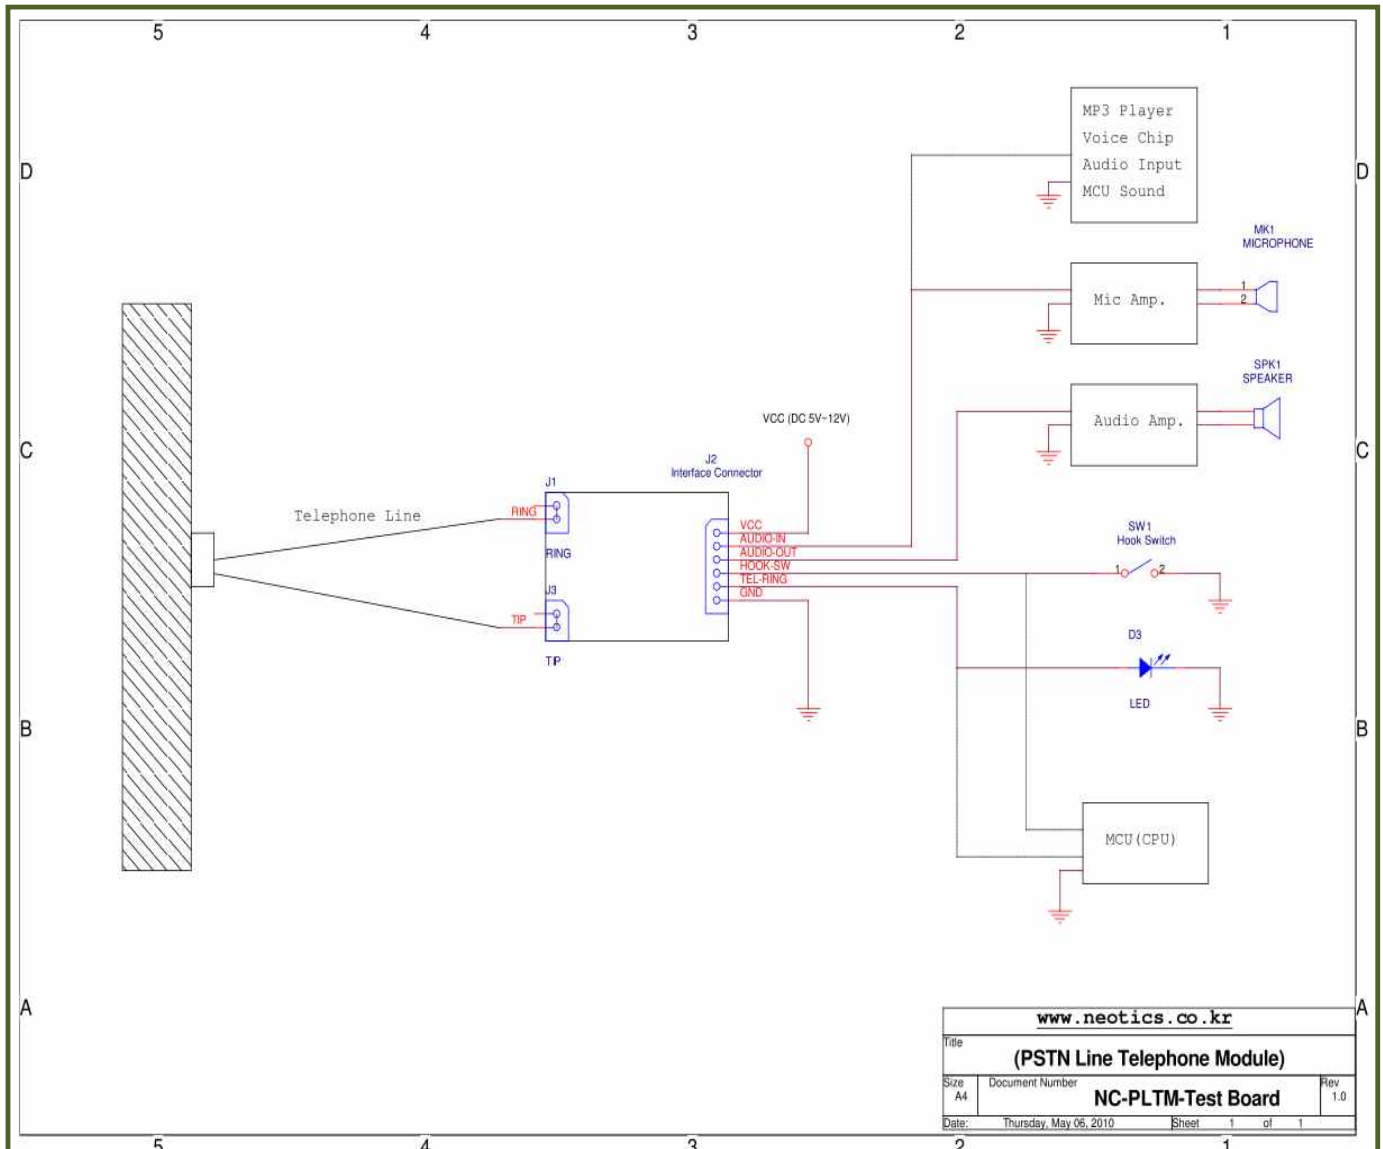 5 4 3 2 1
D D
C C
B B
A A
MP3 Player
Voice Chip
Audio Input
MCU Sound
MK1
MICROPHONE
Mic Amp.
1
2
SPK1
SPEAKER
Audio Amp.
VCC (DC 5V~12V)
J2
Interface Connector
J1
RING
RING
Telephone Line
VCC
AUDIO-IN
AUDIO-OUT
HOOK-SW
TEL-RING
GND
SW1
Hook Switch
1 2
J3
TIP
TIP
D3
LED
MCU(CPU)
www.neotics.co.kr
Title
(PSTN Line Telephone Module)
Size
A4
Document Number
NC-PLTM-Test Board
Rev
1.0
Date: Thursday, May 06, 2010 Sheet 1 of 1
5 4 3 2 1